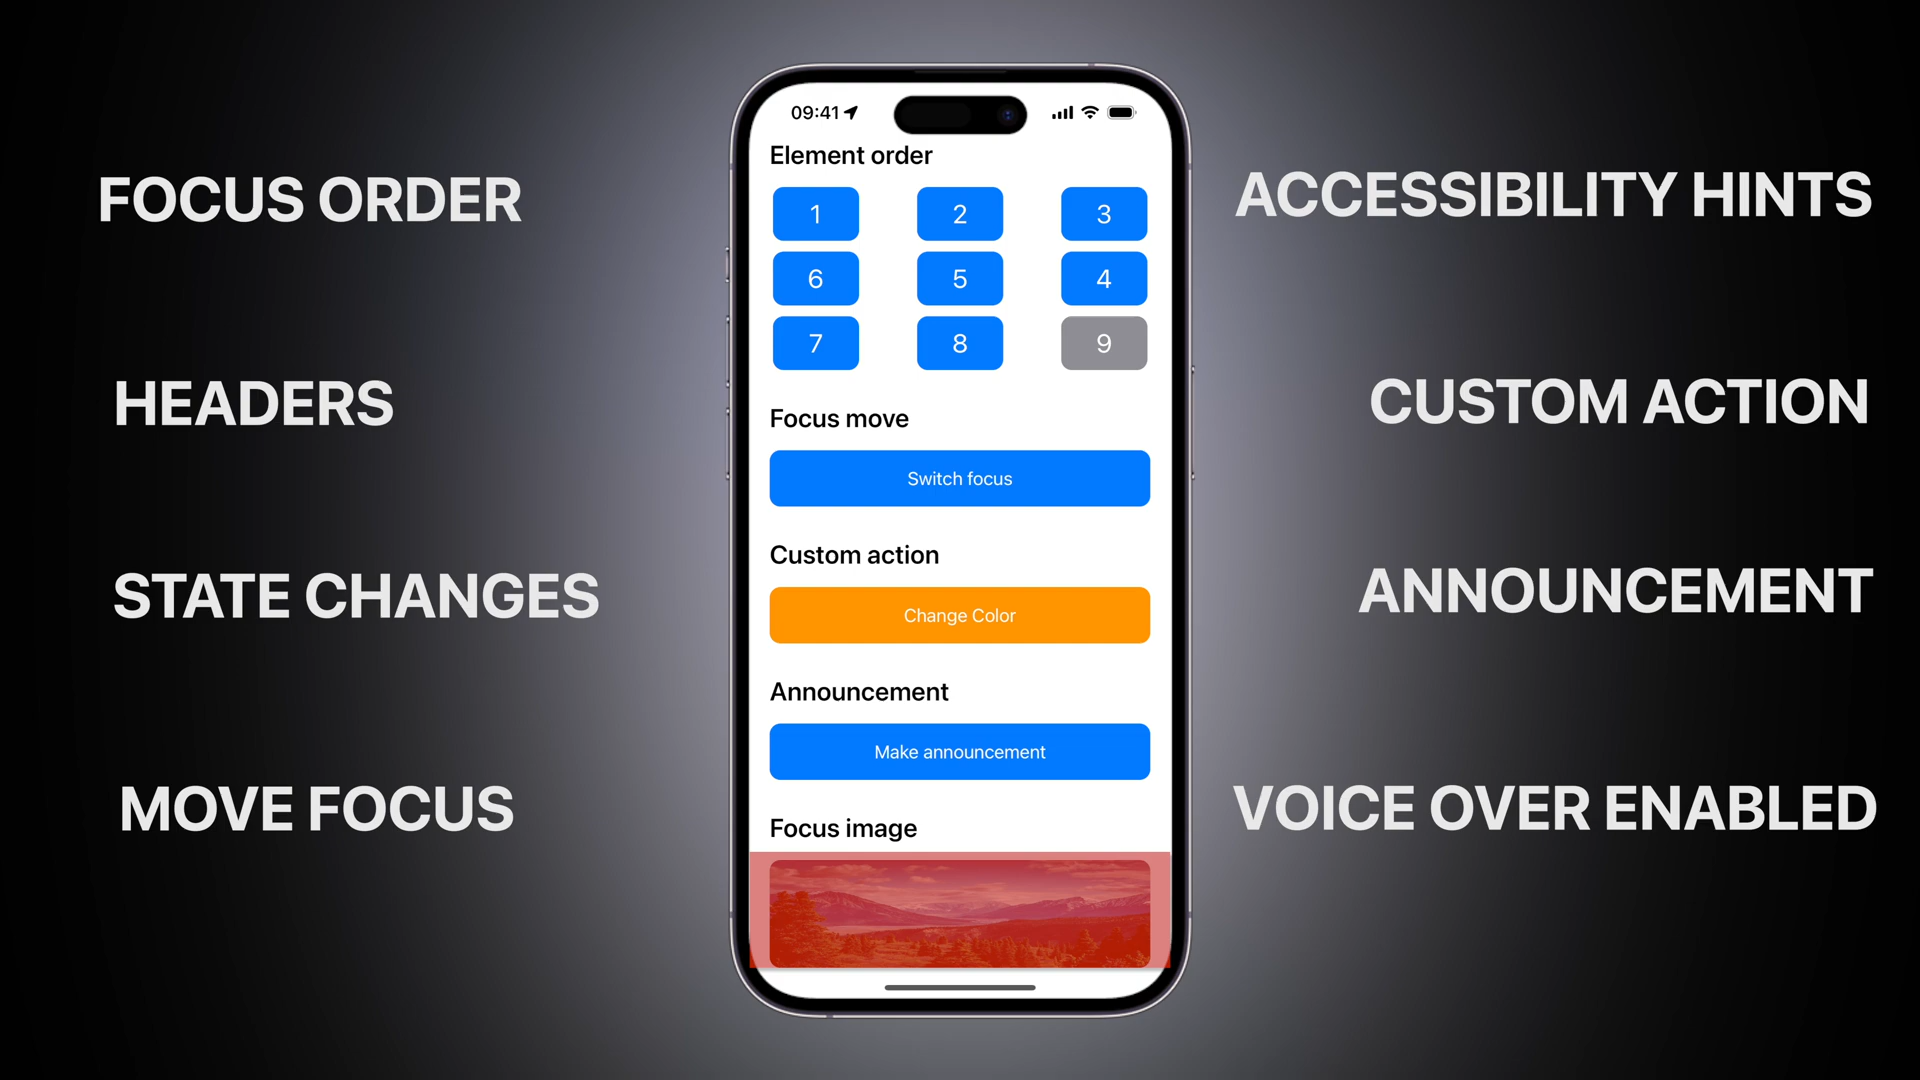 FOCUS ORDER
HEADERS
STATE CHANGES
MOVE FOCUS
09:41
Element order
1 2 3
6 5 4
7 8 9
Focus move
Switch focus
Custom action
Change Color
Announcement
Make announcement
Focus image
ACCESSIBILITY HINTS
CUSTOM ACTION
ANNOUNCEMENT
VOICE OVER ENABLED